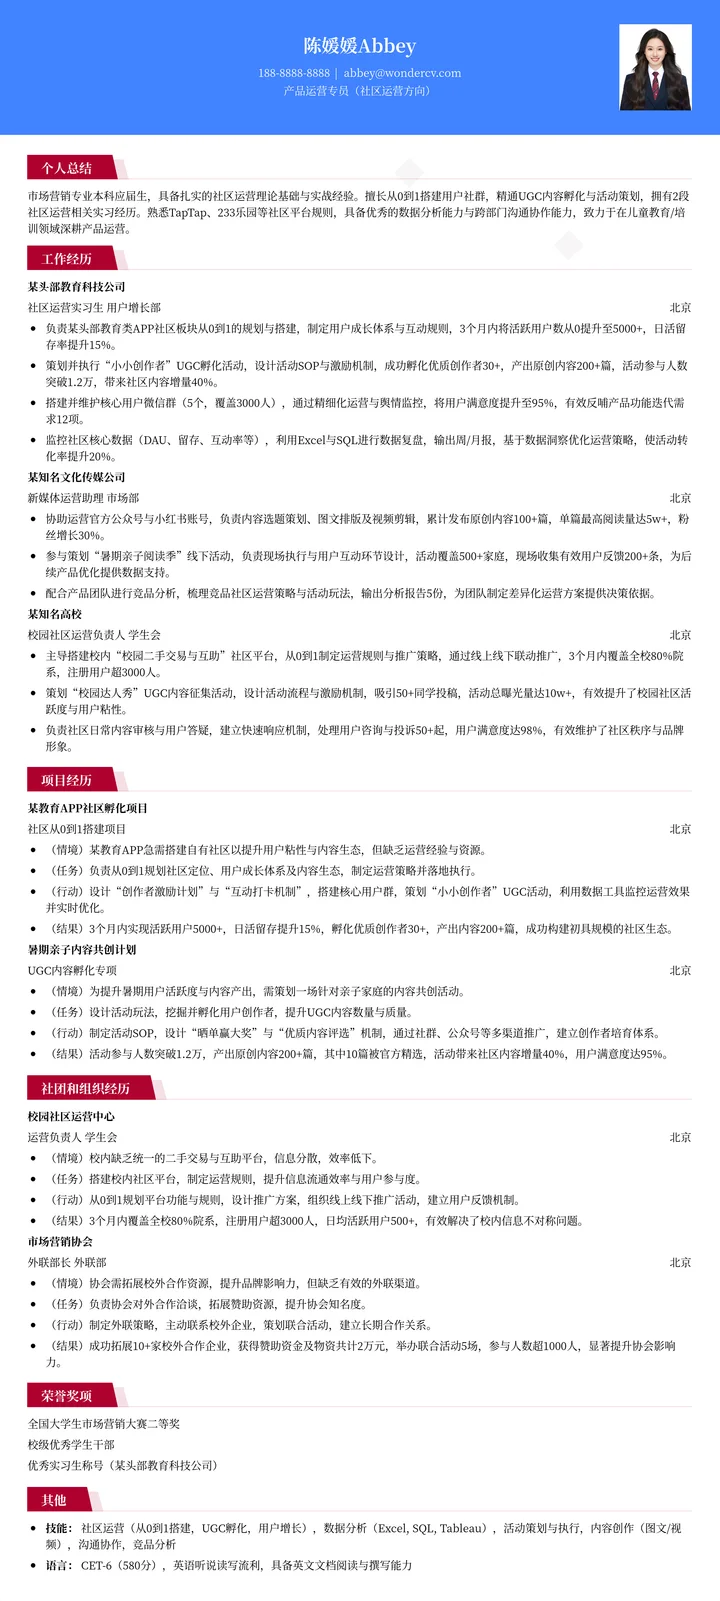 陈媛媛Abbey
188-8888-8888 | abbey@wondercv.com
产品运营专员（社区运营方向）
个人总结
市场营销专业本科应届生，具备扎实的社区运营理论基础与实战经验。擅长从0到1搭建用户社群，精通UGC内容孵化与活动策划，拥有2段
社区运营相关实习经历。熟悉TapTap、233乐园等社区平台规则，具备优秀的数据分析能力与跨部门沟通协作能力，致力于在儿童教育/培
训领域深耕产品运营。
工作经历
某头部教育科技公司
社区运营实习生 用户增长部 北京
● 负责某头部教育类APP社区板块从0到1的规划与搭建，制定用户成长体系与互动规则，3个月内将活跃用户数从0提升至5000+，日活留
存率提升15%。
● 策划并执行“小小创作者”UGC孵化活动，设计活动SOP与激励机制，成功孵化优质创作者30+，产出原创内容200+篇，活动参与人数
突破1.2万，带来社区内容增量40%。
● 搭建并维护核心用户微信群（5个，覆盖3000人），通过精细化运营与舆情监控，将用户满意度提升至95%，有效反哺产品功能迭代需
求12项。
● 监控社区核心数据（DAU、留存、互动率等），利用Excel与SQL进行数据复盘，输出周/月报，基于数据洞察优化运营策略，使活动转
化率提升20%。
某知名文化传媒公司
新媒体运营助理 市场部 北京
● 协助运营官方公众号与小红书账号，负责内容选题策划、图文排版及视频剪辑，累计发布原创内容100+篇，单篇最高阅读量达5w+，粉
丝增长30%。
● 参与策划“暑期亲子阅读季”线下活动，负责现场执行与用户互动环节设计，活动覆盖500+家庭，现场收集有效用户反馈200+条，为后
续产品优化提供数据支持。
● 配合产品团队进行竞品分析，梳理竞品社区运营策略与活动玩法，输出分析报告5份，为团队制定差异化运营方案提供决策依据。
某知名高校
校园社区运营负责人 学生会 北京
● 主导搭建校内“校园二手交易与互助”社区平台，从0到1制定运营规则与推广策略，通过线上线下联动推广，3个月内覆盖全校80%院
系，注册用户超3000人。
● 策划“校园达人秀”UGC内容征集活动，设计活动流程与激励机制，吸引50+同学投稿，活动总曝光量达10w+，有效提升了校园社区活
跃度与用户粘性。
● 负责社区日常内容审核与用户答疑，建立快速响应机制，处理用户咨询与投诉50+起，用户满意度达98%，有效维护了社区秩序与品牌
形象。
项目经历
某教育APP社区孵化项目
社区从0到1搭建项目 北京
● （情境）某教育APP急需搭建自有社区以提升用户粘性与内容生态，但缺乏运营经验与资源。
● （任务）负责从0到1规划社区定位、用户成长体系及内容生态，制定运营策略并落地执行。
● （行动）设计“创作者激励计划”与“互动打卡机制”，搭建核心用户群，策划“小小创作者”UGC活动，利用数据工具监控运营效果
并实时优化。
● （结果）3个月内实现活跃用户5000+，日活留存提升15%，孵化优质创作者30+，产出内容200+篇，成功构建初具规模的社区生态。
暑期亲子内容共创计划
UGC内容孵化专项 北京
● （情境）为提升暑期用户活跃度与内容产出，需策划一场针对亲子家庭的内容共创活动。
● （任务）设计活动玩法，挖掘并孵化用户创作者，提升UGC内容数量与质量。
● （行动）制定活动SOP，设计“晒单赢大奖”与“优质内容评选”机制，通过社群、公众号等多渠道推广，建立创作者培育体系。
● （结果）活动参与人数突破1.2万，产出原创内容200+篇，其中10篇被官方精选，活动带来社区内容增量40%，用户满意度达95%。
社团和组织经历
校园社区运营中心
运营负责人 学生会 北京
● （情境）校内缺乏统一的二手交易与互助平台，信息分散，效率低下。
● （任务）搭建校内社区平台，制定运营规则，提升信息流通效率与用户参与度。
● （行动）从0到1规划平台功能与规则，设计推广方案，组织线上线下推广活动，建立用户反馈机制。
● （结果）3个月内覆盖全校80%院系，注册用户超3000人，日均活跃用户500+，有效解决了校内信息不对称问题。
市场营销协会
外联部长 外联部 北京
● （情境）协会需拓展校外合作资源，提升品牌影响力，但缺乏有效的外联渠道。
● （任务）负责协会对外合作洽谈，拓展赞助资源，提升协会知名度。
● （行动）制定外联策略，主动联系校外企业，策划联合活动，建立长期合作关系。
● （结果）成功拓展10+家校外合作企业，获得赞助资金及物资共计2万元，举办联合活动5场，参与人数超1000人，显著提升协会影响
力。
荣誉奖项
全国大学生市场营销大赛二等奖
校级优秀学生干部
优秀实习生称号（某头部教育科技公司）
其他
● 技能： 社区运营（从0到1搭建，UGC孵化，用户增长），数据分析（Excel, SQL, Tableau），活动策划与执行，内容创作（图文/视
频），沟通协作，竞品分析
● 语言： CET-6（580分），英语听说读写流利，具备英文文档阅读与撰写能力